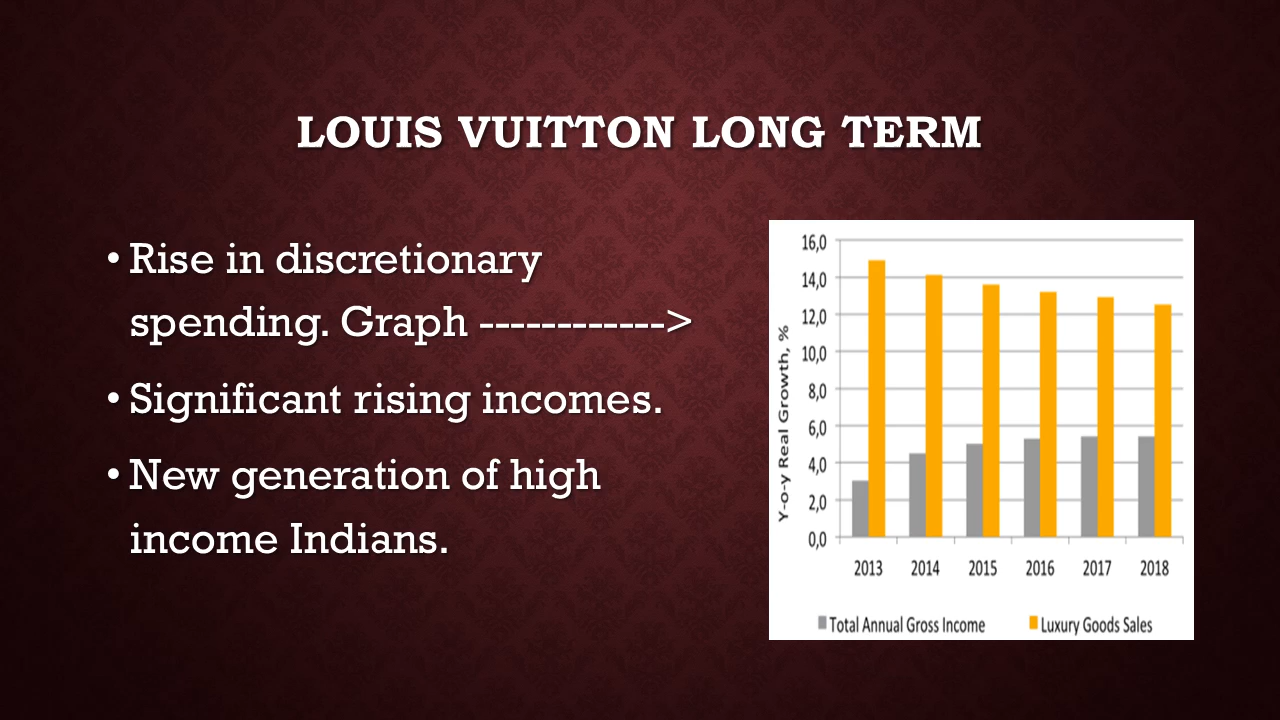 LOUIS VUITTON LONG TERM
• Rise in discretionary
spending. Graph ------------>
• Significant rising incomes.
• New generation of high
income Indians.
Y-o-y Real Growth, %
16,0
14,0
12,0
10,0
8,0
6,0
4,0
2,0
0,0
2013 2014 2015 2016 2017 2018
Total Annual Gross Income Luxury Goods Sales